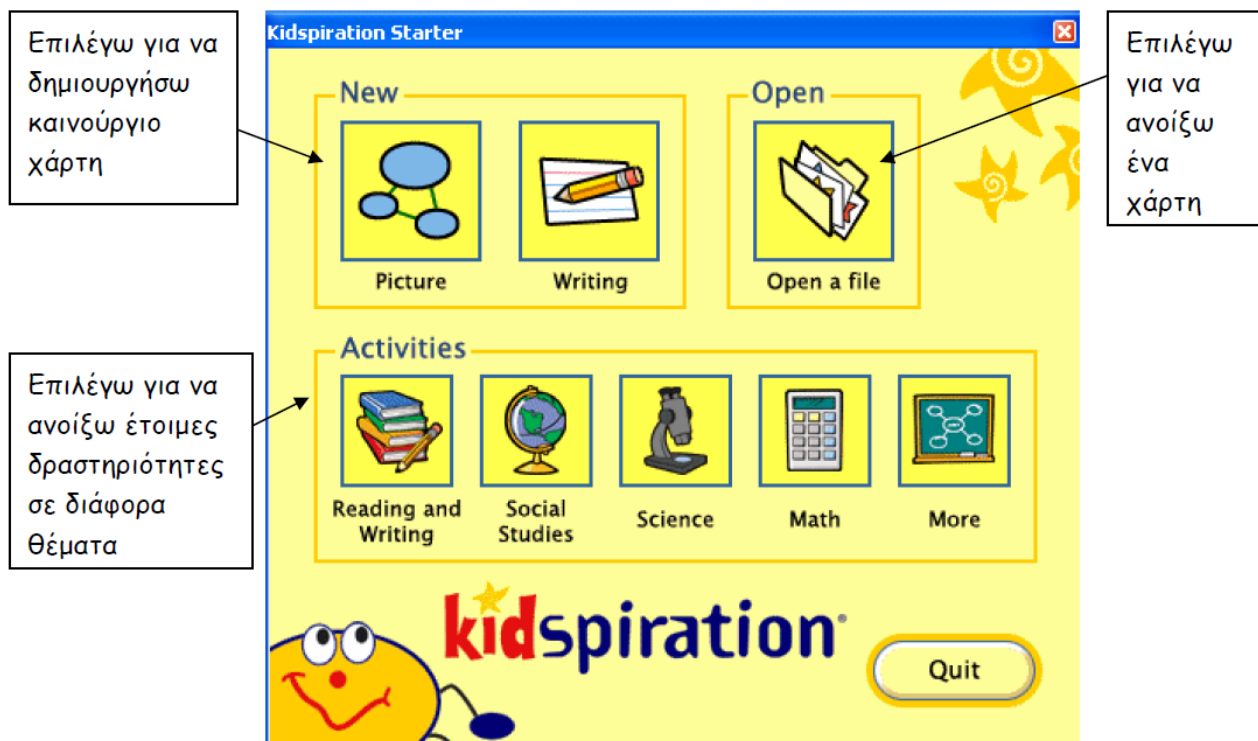 Επιλέγω για να
δημιουργήσω
καινούργιο
χάρτη
Kidspiration Starter
New
Picture
Writing
Open
Open a file
Επιλέγω
για να
ανοίξω
ένα
χάρτη
Επιλέγω για να
ανοίξω έτοιμες
δραστηριότητες
σε διάφορα
θέματα
Activities
Reading and
Writing
Social
Studies
Science
Math
More
kidspiration®
Quit